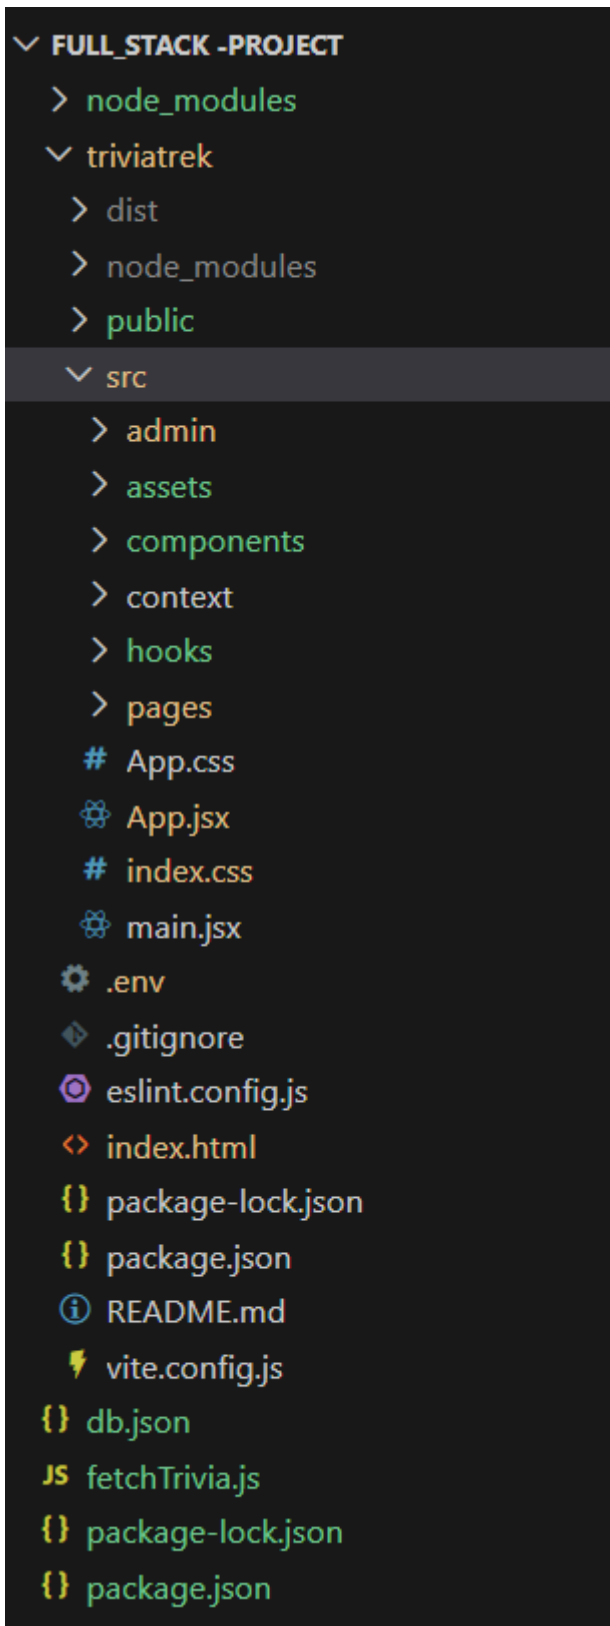 FULL_STACK -PROJECT
node_modules
triviatrek
dist
node_modules
public
src
admin
assets
components
context
hooks
pages
# App.css
App.jsx
# index.css
main.jsx
.env
.gitignore
eslint.config.js
<> index.html
{} package-lock.json
{} package.json
README.md
vite.config.js
{} db.json
JS fetchTrivia.js
{} package-lock.json
{} package.json